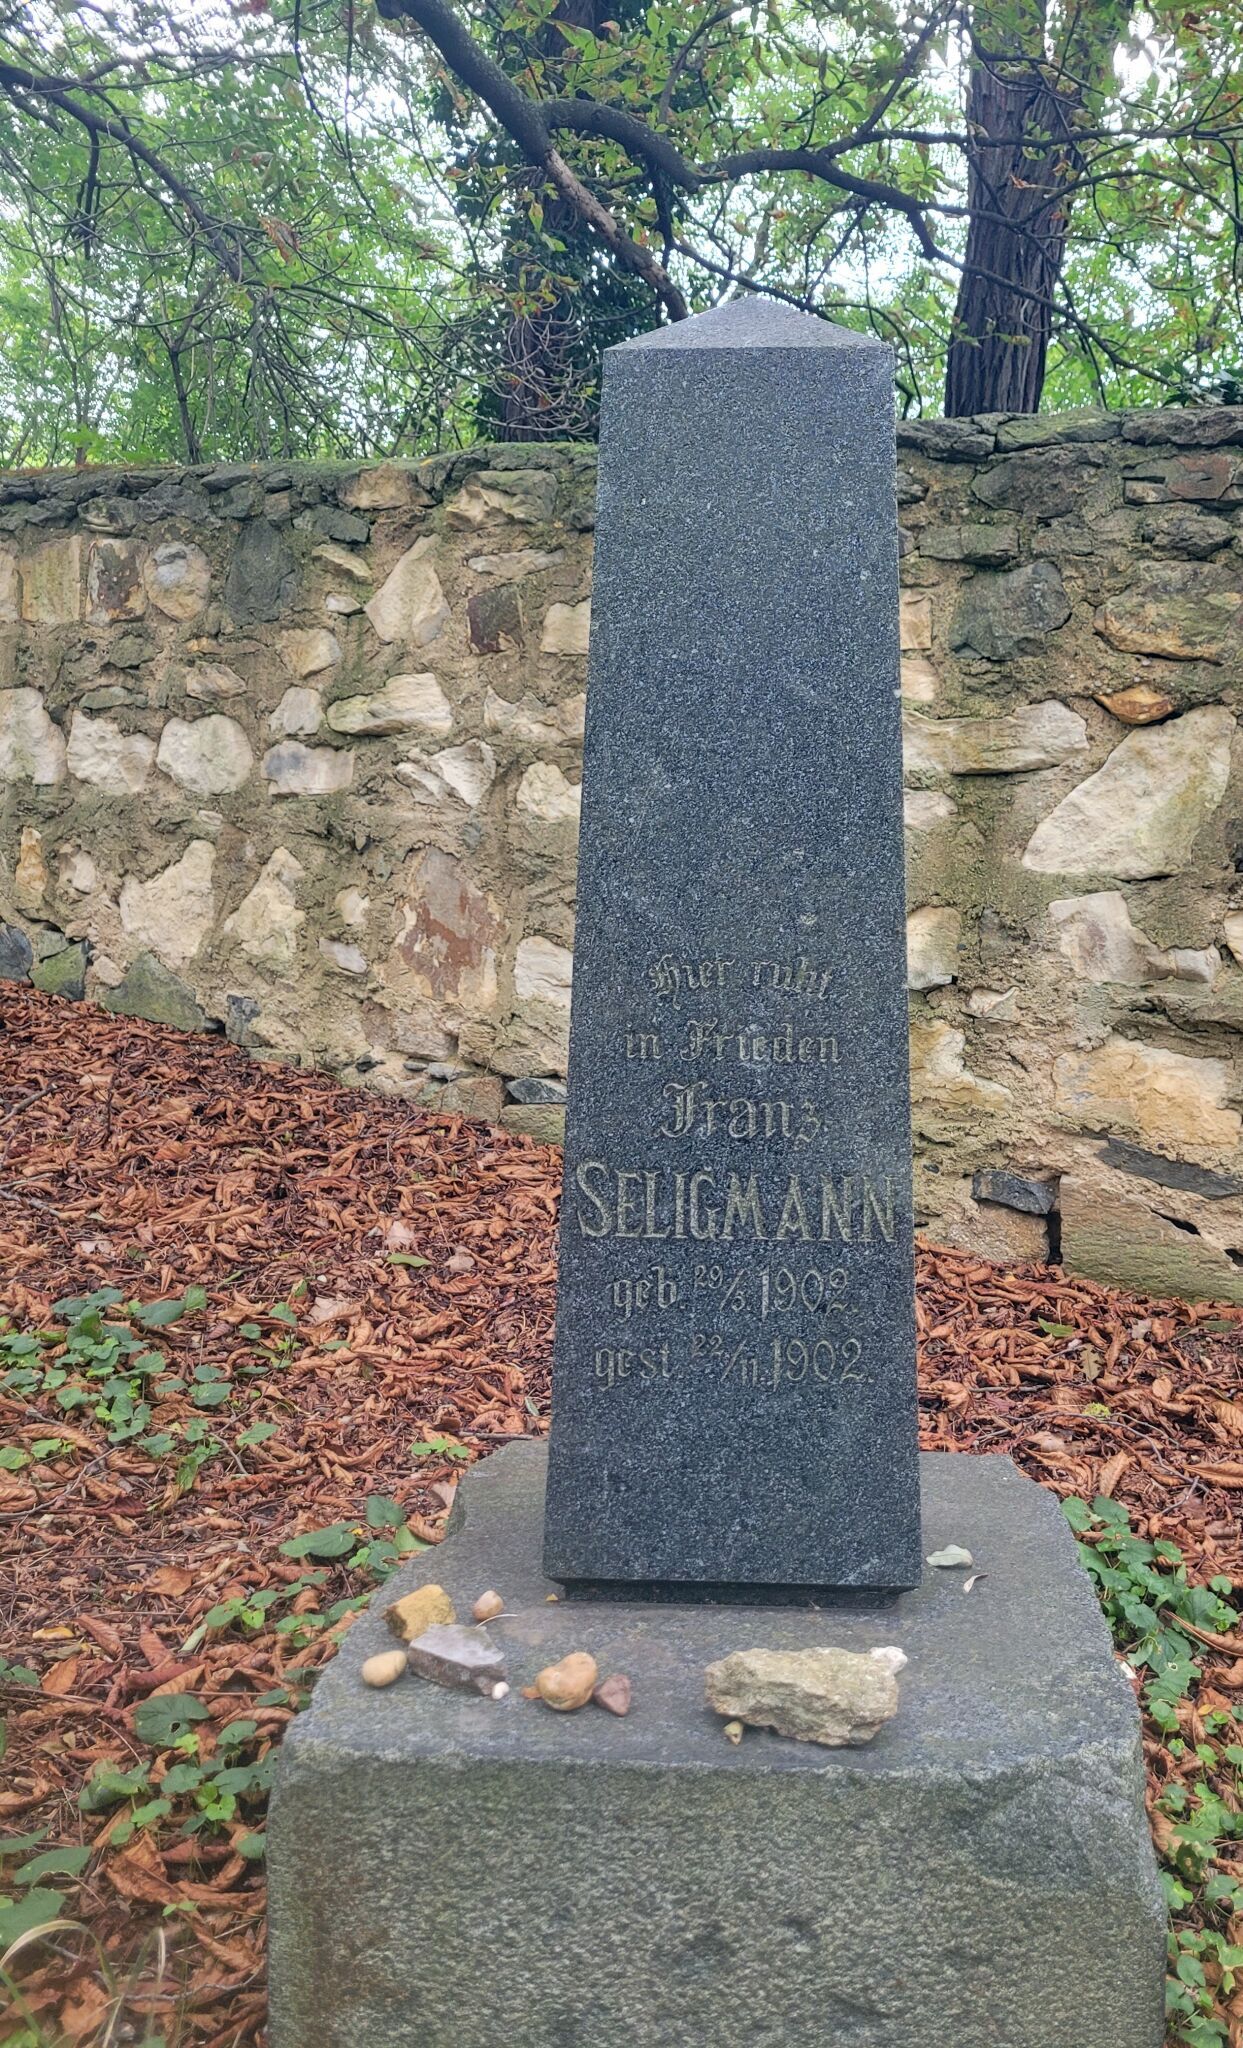 Hier ruht
in Frieden
Franz
SELIGMANN
geb. 29/5.1902.
gest. 22/11.1902.